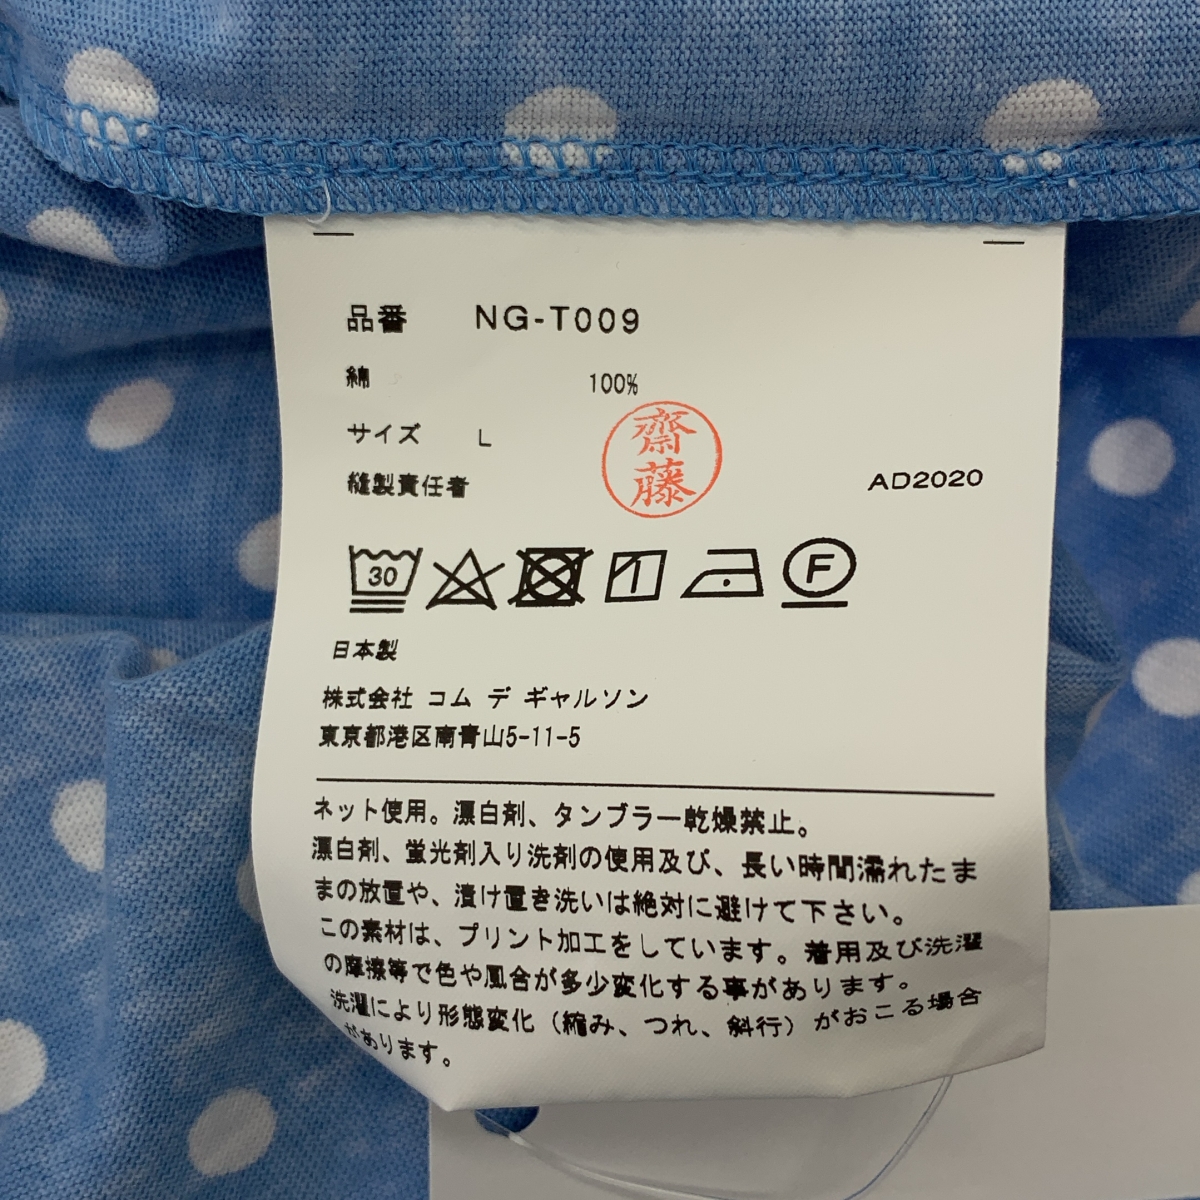 品番 NG-T009
綿 100%
サイズ L
縫製責任者 齋藤 AD2020
30 F
日本製
株式会社 コム デ ギャルソン
東京都港区南青山5-11-5
ネット使用。漂白剤、タンブラー乾燥禁止。
漂白剤、蛍光剤入り洗剤の使用及び、長い時間濡れたま
まの放置や、漬け置き洗いは絶対に避けて下さい。
この素材は、プリント加工をしています。着用及び洗濯
の摩擦等で色や風合が多少変化する事があります。
洗濯により形態変化（縮み、つれ、斜行）がおこる場合
があります。